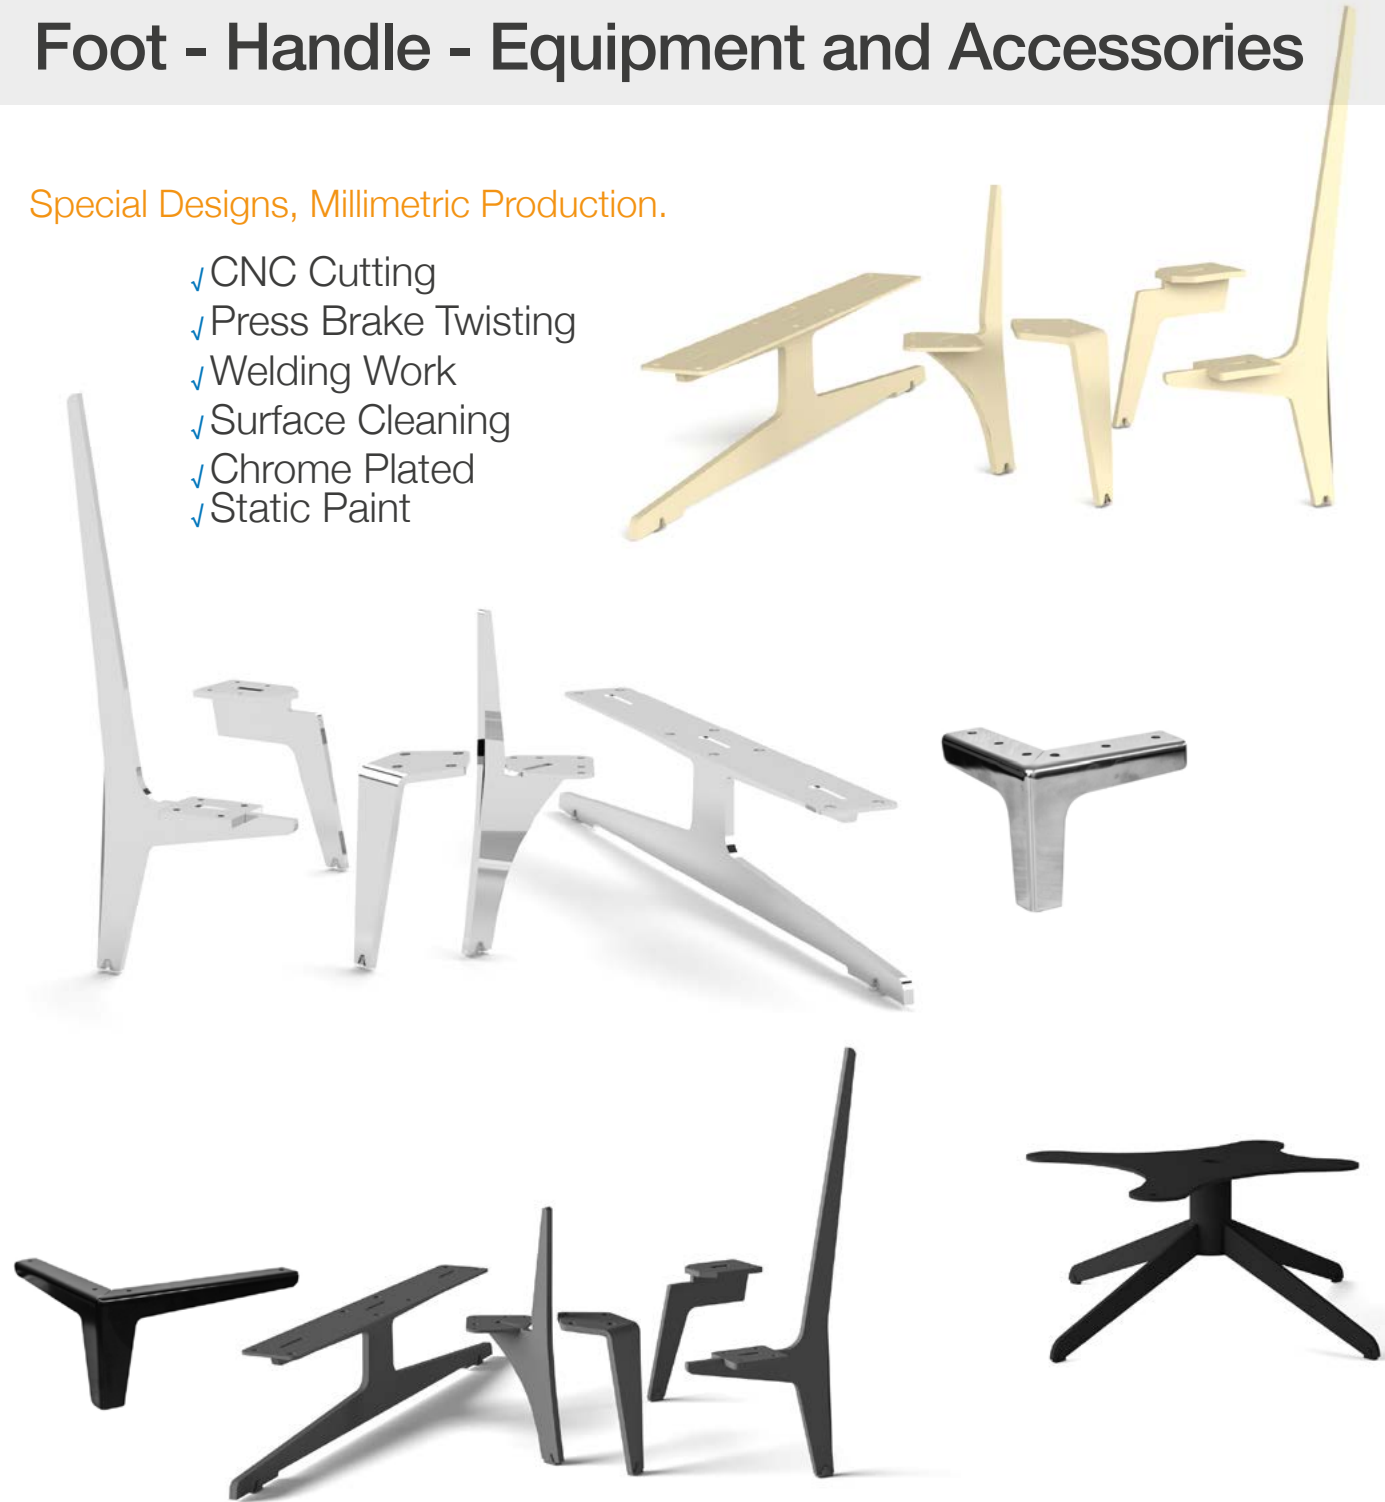 Foot - Handle - Equipment and Accessories
Special Designs, Millimetric Production.
√ CNC Cutting
√ Press Brake Twisting
√ Welding Work
√ Surface Cleaning
√ Chrome Plated
√ Static Paint